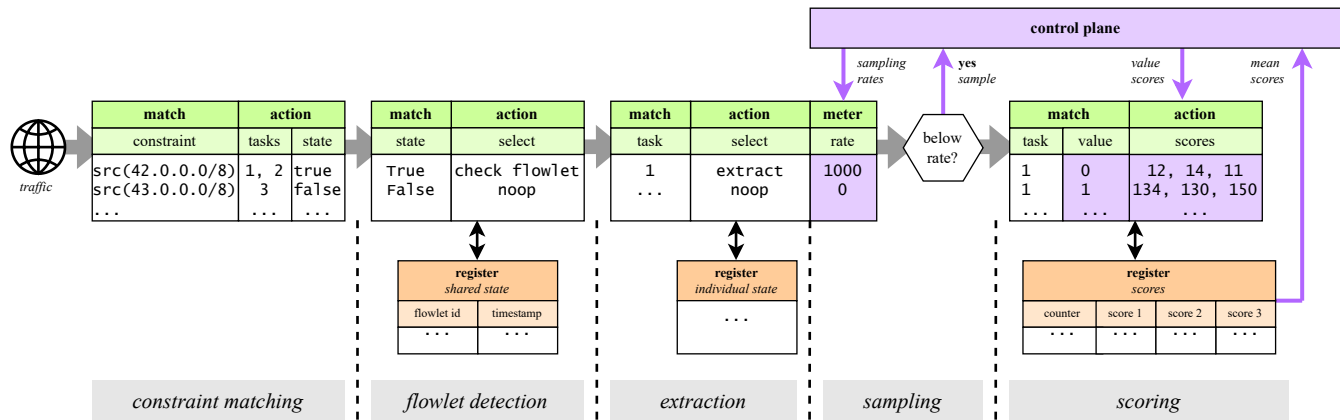 control plane
sampling
rates
yes
sample
value
scores
mean
scores
traffic
match action
constraint tasks state
src(42.0.0.0/8) 1, 2 true
src(43.0.0.0/8) 3 false
... ... ...
match action
state select
True check flowlet
False noop
register
shared state
flowlet id timestamp
... ...
match action meter
task select rate
1 extract 1000
... noop 0
register
individual state
...
below
rate?
match action
task value scores
1 0 12, 14, 11
1 1 134, 130, 150
... ... ...
register
scores
counter score 1 score 2 score 3
... ... ... ...
constraint matching
flowlet detection
extraction
sampling
scoring